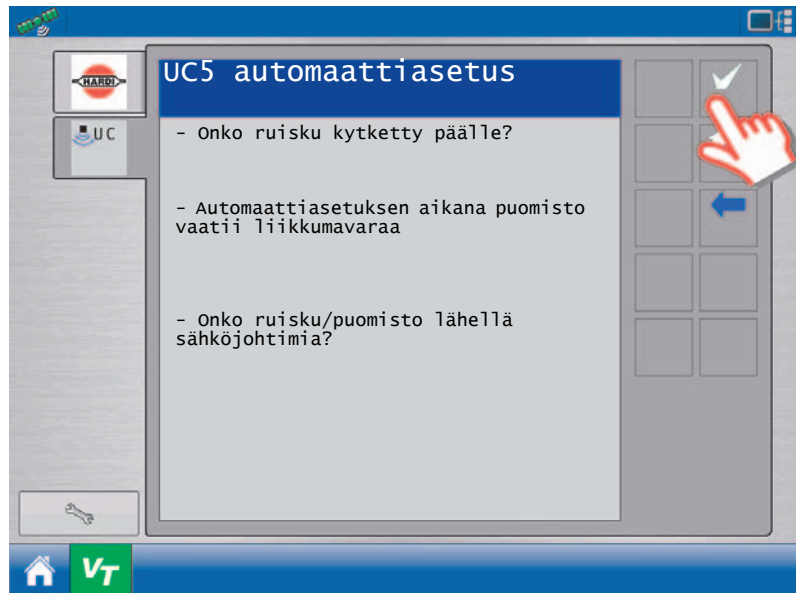 UC5 automaattiasetus
HARDI
UC
- Onko ruisku kytketty päälle?
- Automaattiasetuksen aikana puomisto
vaatii liikkumavaraa
- Onko ruisku/puomisto lähellä
sähköjohtimia?
VT